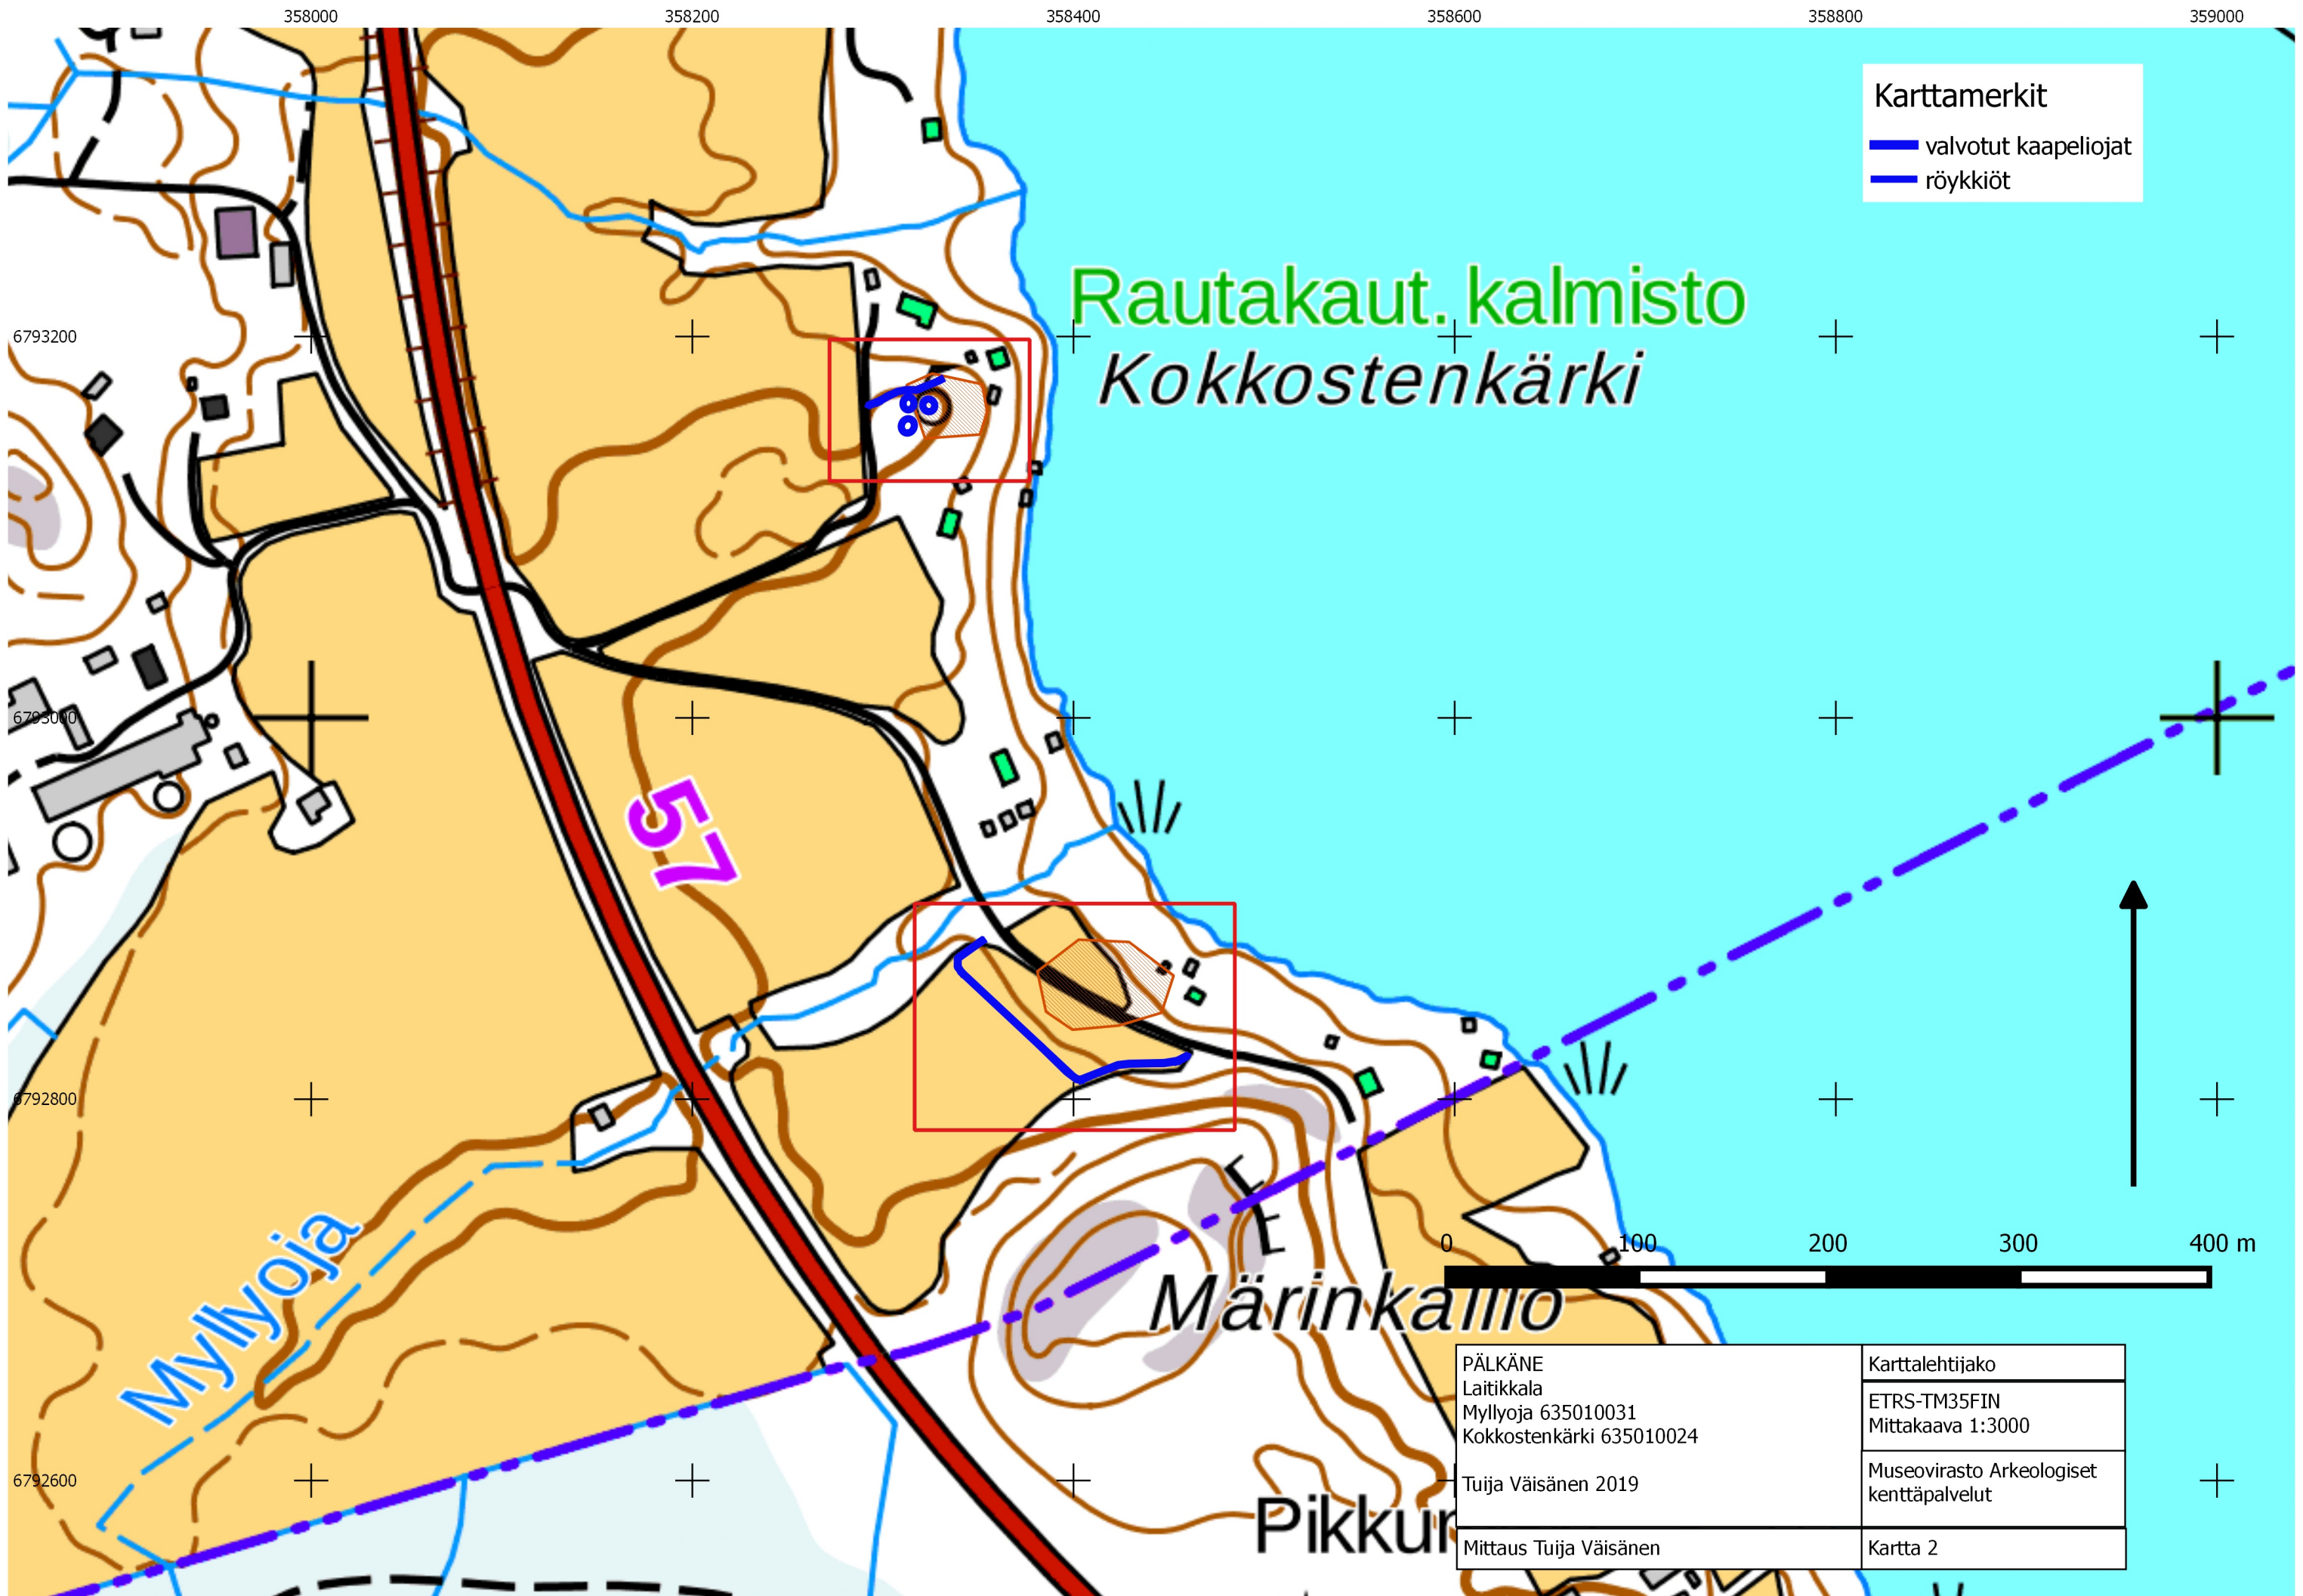 358000 358200 358400 358600 358800 359000
Karttamerkit
valvotut kaapeliojat
röykkiöt
Rautakaut. kalmisto
6793200
Kokkostenkärki
6793000
57
6792800
Myllyoja
0 100 200 300 400 m
Märinkallio
6792600
PÄLKÄNE
Laitikkala
Myllyoja 635010031
Kokkostenkärki 635010024
Tuija Väisänen 2019
Mittaus Tuija Väisänen
Karttalehtijako
ETRS-TM35FIN
Mittakaava 1:3000
Museovirasto Arkeologiset
kenttäpalvelut
Kartta 2